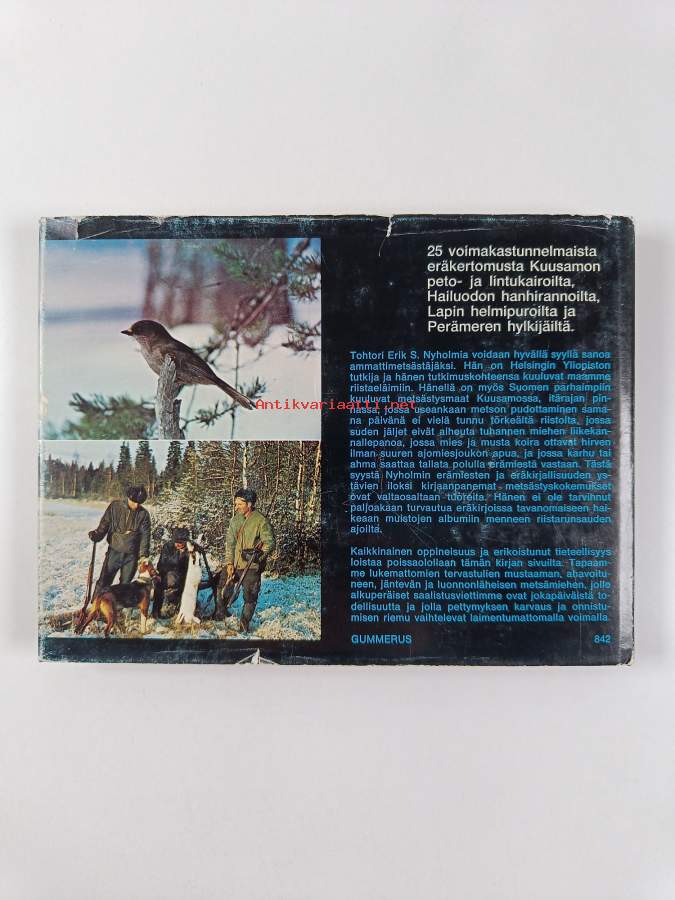 25 voimakastunnelmaista
eräkertomusta Kuusamon
peto- ja lintukairoilta,
Hailuodon hanhirannoilta,
Lapin helmipuroilta ja
Perämeren hylkijäiltä.
Tohtori Erik S. Nyholmia voidaan hyvällä syyllä sanoa
ammattimetsästäjäksi. Hän on Helsingin Yliopiston
tutkija ja hänen tutkimuskohteensa kuuluvat maamme
riistaeläimiin. Hänellä on myös Suomen parhaimpiin
kuuluvat metsästysmaat Kuusamossa, itärajan pin-
nassa, jossa useankaan metson pudottaminen sama-
na päivänä ei vielä tunnu törkeältä riistolta, jossa
suden jäljet eivät aiheuta tuhannen miehen liikekan-
nallepanoa, jossa mies ja musta koira ottavat hirven
ilman suuren ajomiesjoukon apua, ja jossa karhu tai
ahma saattaa tallata polulla erämiestä vastaan. Tästä
syystä Nyholmin erämiesten ja eräkirjallisuuden ys-
tävien iloksi kirjaanpanemat metsästyskokemukset
ovat valtaosaltaan tuoreita. Hänen ei ole tarvinnut
paljoakaan turvautua eräkirjoissa tavanomaiseen hai-
keaan muistojen albumiin menneen riistarunsauden
ajoilta.
Kaikkinainen oppineisuus ja erikoistunut tieteellisyys
loistaa poissaolollaan tämän kirjan sivuilta. Tapaam-
me lukemattomien tervastulien mustaaman, ahavoitu-
neen, jäntevän ja luonnonläheisen metsämiehen, jolle
alkuperäiset saalistusviettimme ovat jokapäiväistä to-
dellisuutta ja jolla pettymyksen karvaus ja onnistu-
misen riemu vaihtelevat laimentumattomalla voimalla.
GUMMERUS 842
Antikvariaatti.net